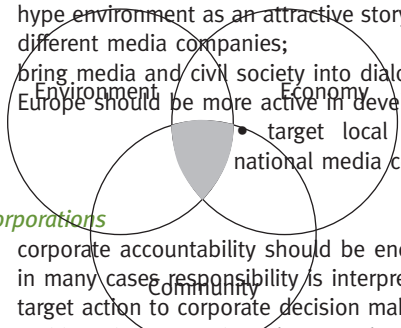 hype environment as an attractive story
different media companies;
bring media and civil society into dialo
Environment Economy
Europe should be more active in deve
• target local
national media c
orporations
corporate accountability should be enc
in many cases responsibility is interpre
Community
target action to corporate decision mak